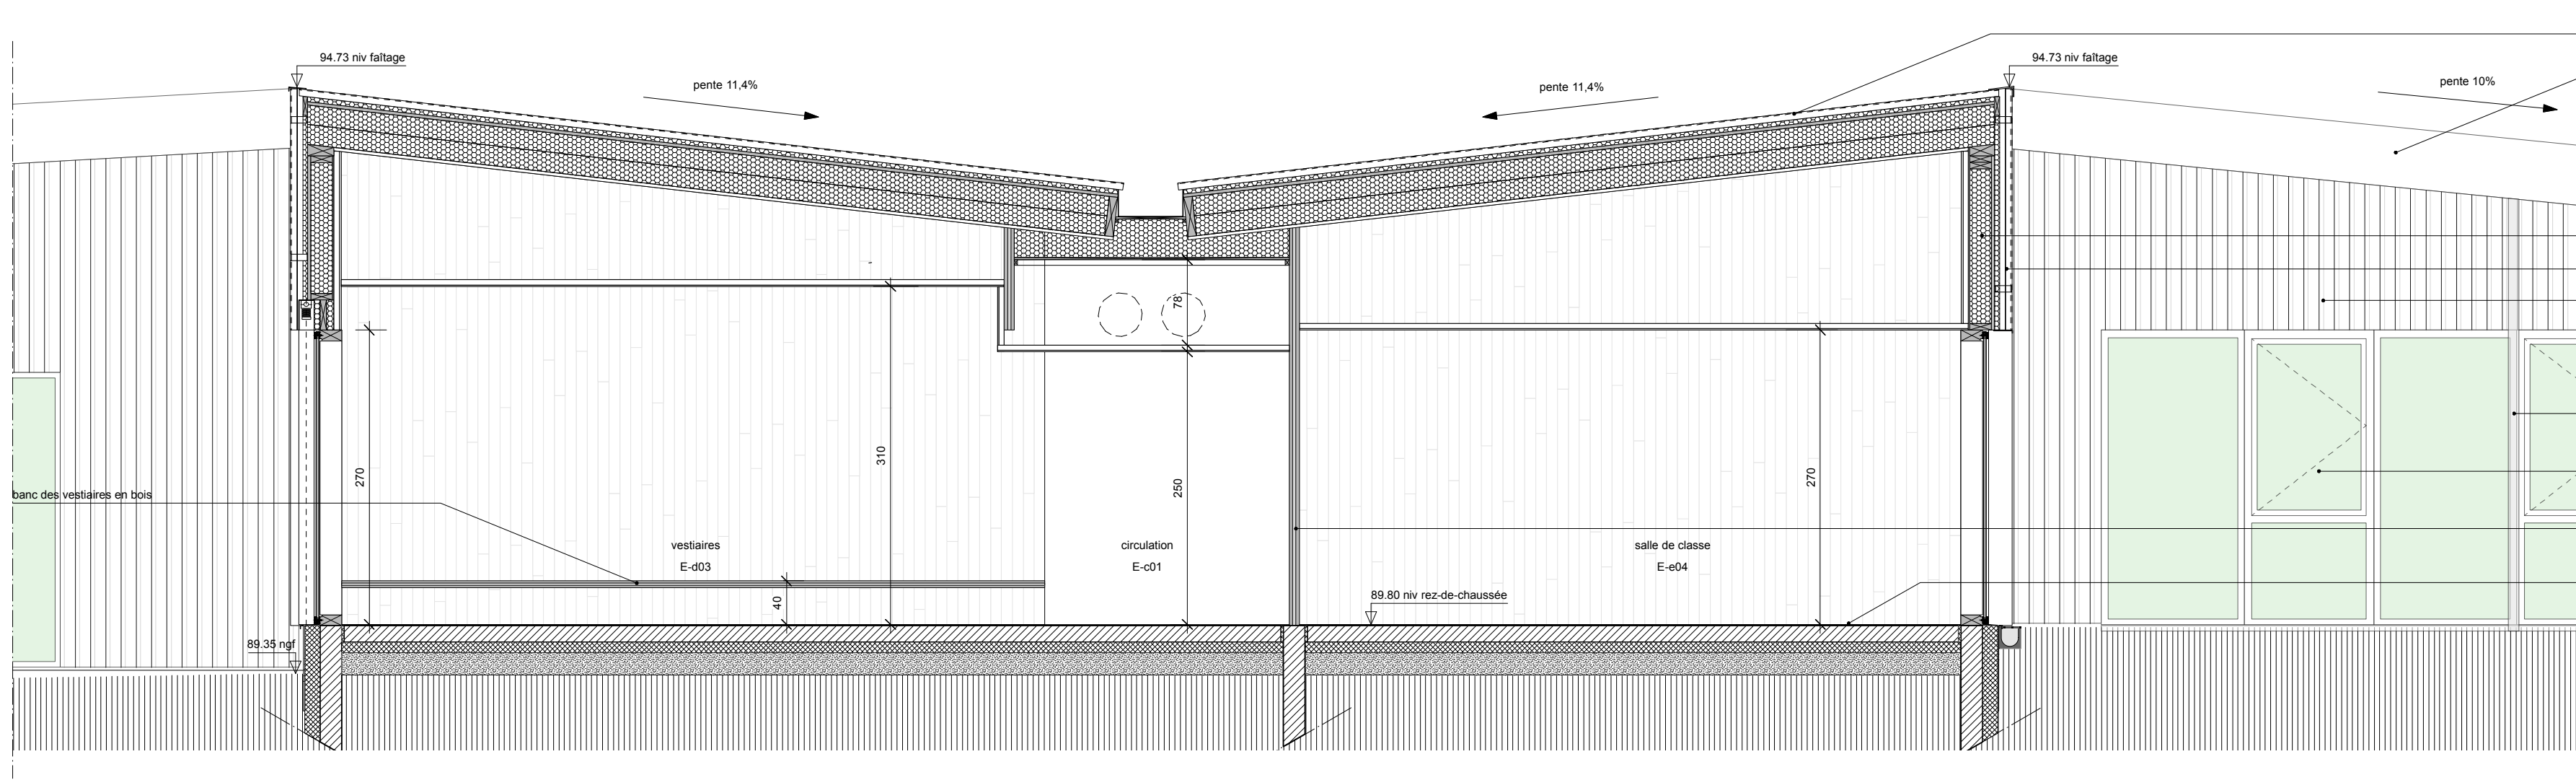 94.73 niv faîtage
94.73 niv faîtage
pente 11,4%
pente 11,4%
pente 10%
78
270
310
250
270
banc des vestiaires en bois
vestiaires
E-d03
circulation
E-c01
salle de classe
E-e04
40
89.80 niv rez-de-chaussée
89.35 ngf